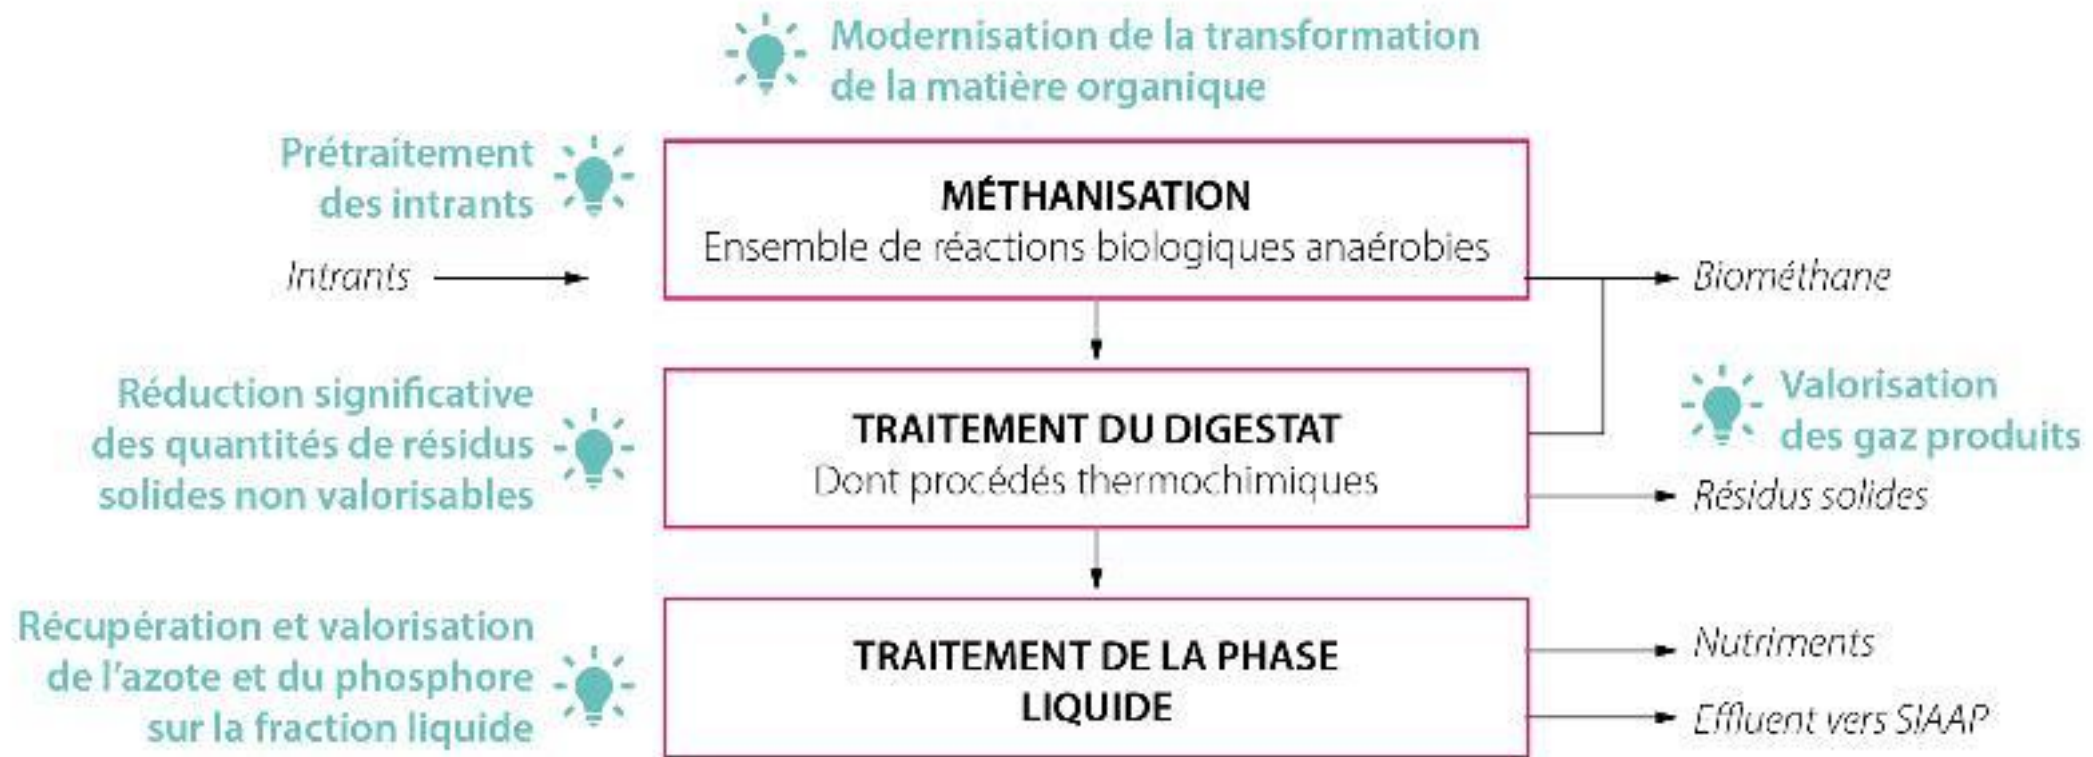 Modernisation de la transformation
de la matière organique
Prétraitement
des intrants
MÉTHANISATION
Ensemble de réactions biologiques anaérobies
Intrants
Biométhane
Réduction significative
des quantités de résidus
solides non valorisables
TRAITEMENT DU DIGESTAT
Dont procédés thermochimiques
Valorisation
des gaz produits
Résidus solides
Récupération et valorisation
de l'azote et du phosphore
sur la fraction liquide
TRAITEMENT DE LA PHASE
LIQUIDE
Nutriments
Effluent vers SIAAP